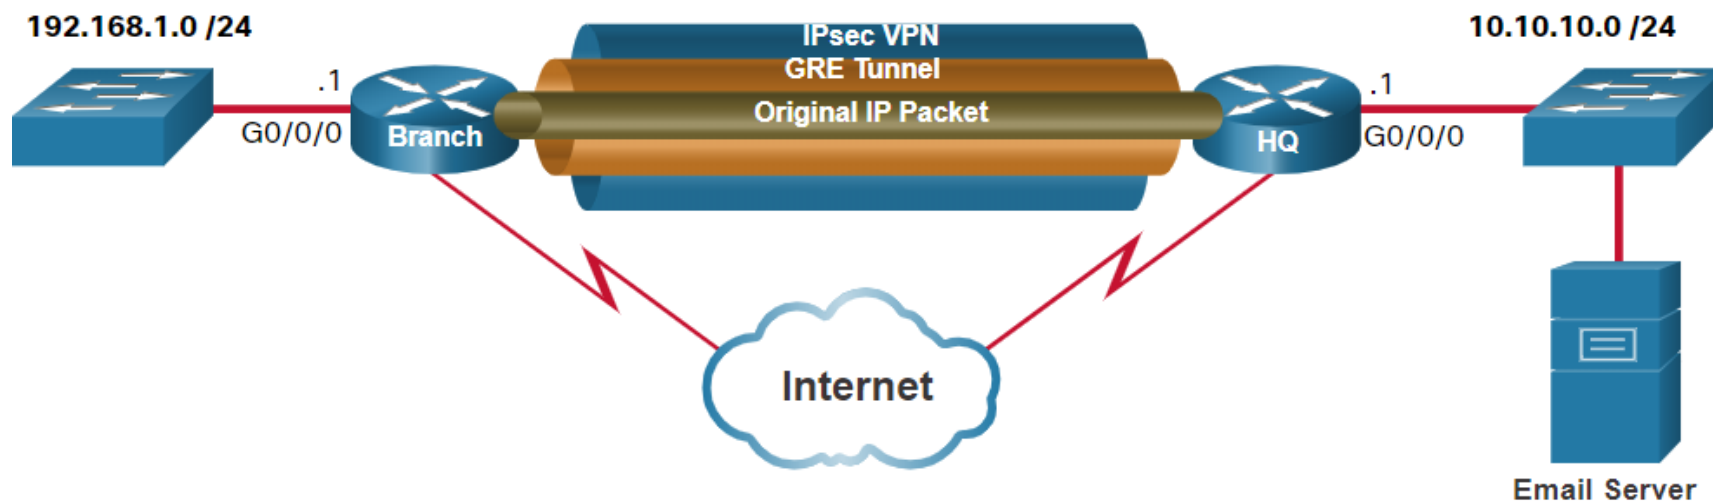 192.168.1.0 /24
IPsec VPN
10.10.10.0 /24
GRE Tunnel
.1
Original IP Packet
.1
G0/0/0
Branch
HQ
G0/0/0
Internet
Email Server